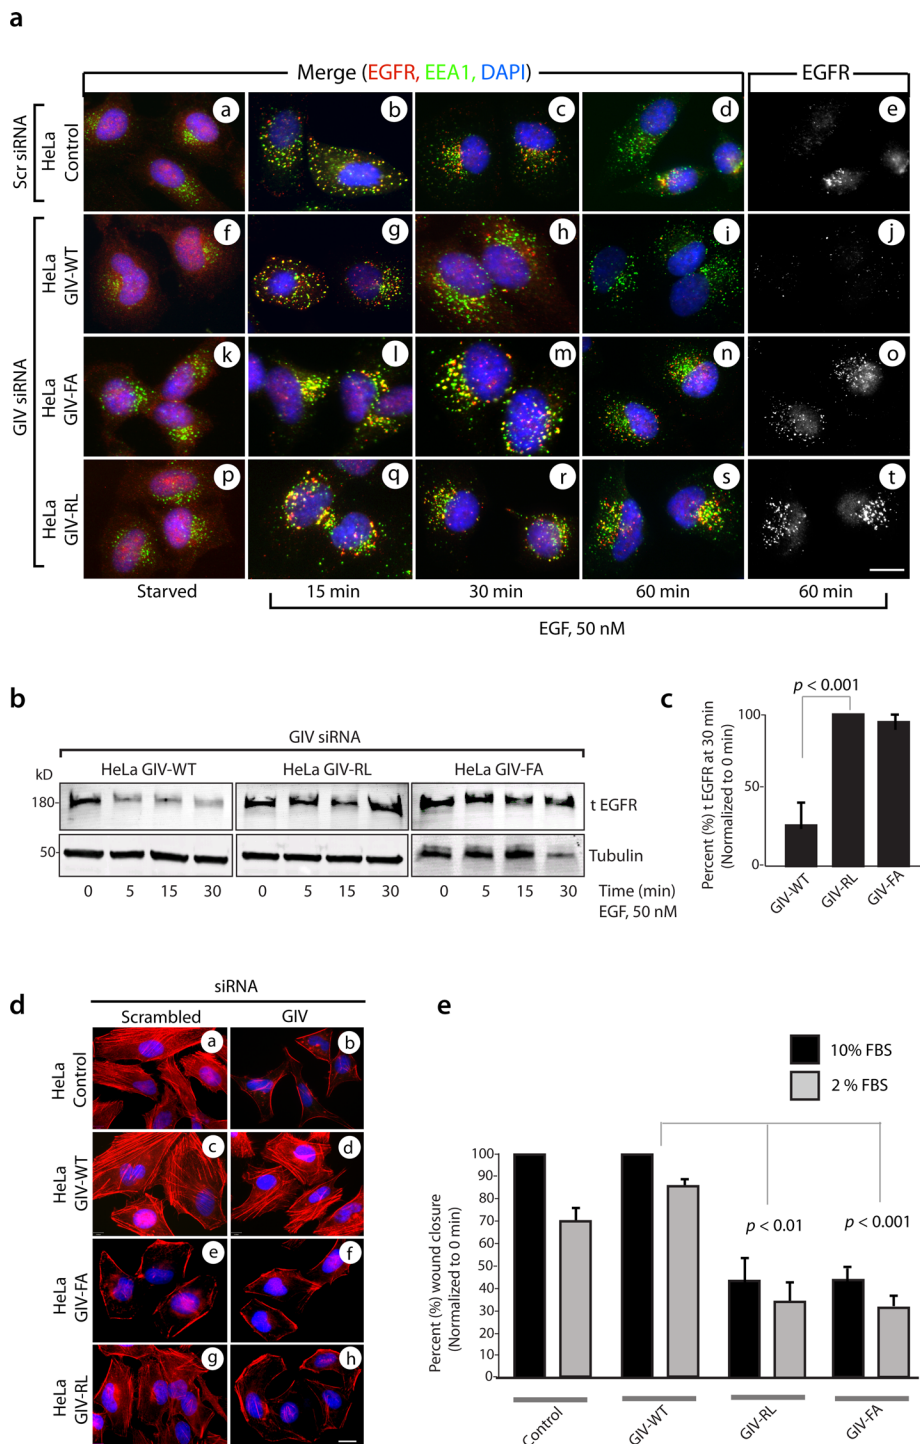 a
Merge (EGFR, EEA1, DAPI)
EGFR
Scr siRNA
HeLa
Control
a
b
c
d
e
GIV siRNA
HeLa
GIV-WT
f
g
h
i
j
HeLa
GIV-FA
k
l
m
n
o
HeLa
GIV-RL
p
q
r
s
t
Starved
15 min
30 min
60 min
60 min
EGF, 50 nM
b
GIV siRNA
kD
HeLa GIV-WT
HeLa GIV-RL
HeLa GIV-FA
180-
t EGFR
50-
Tubulin
0 5 15 30
0 5 15 30
0 5 15 30
Time (min)
EGF, 50 nM
c
p < 0.001
Percent (%) t EGFR at 30 min
(Normalized to 0 min)
100
50
0
GIV-WT
GIV-RL
GIV-FA
d
siRNA
Scrambled
GIV
HeLa
Control
a
b
HeLa
GIV-WT
c
d
HeLa
GIV-FA
e
f
HeLa
GIV-RL
g
h
e
10% FBS
2 % FBS
Percent (%) wound closure
(Normalized to 0 min)
100
90
80
70
60
50
40
30
20
10
0
p < 0.01
p < 0.001
Control
GIV-WT
GIV-RL
GIV-FA